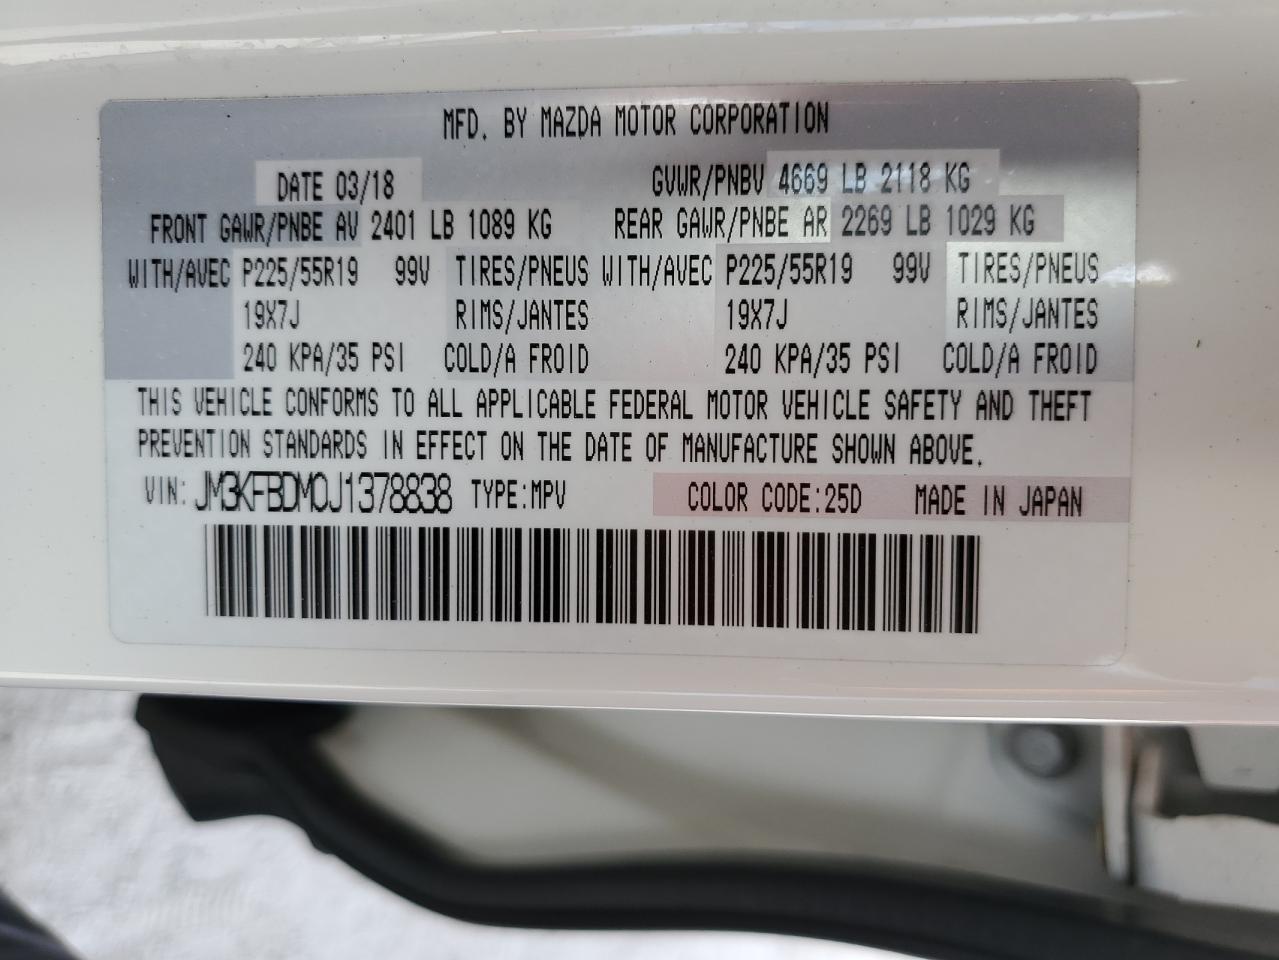 MFD. BY MAZDA MOTOR CORPORATION
DATE 03/18 GVWR/PNBV 4669 LB 2118 KG
FRONT GAWR/PNBE AV 2401 LB 1089 KG REAR GAWR/PNBE AR 2269 LB 1029 KG
WITH/AVEC P225/55R19 99V TIRES/PNEUS WITH/AVEC P225/55R19 99V TIRES/PNEUS
19X7J RIMS/JANTES 19X7J RIMS/JANTES
240 KPA/35 PSI COLD/A FROID 240 KPA/35 PSI COLD/A FROID
THIS VEHICLE CONFORMS TO ALL APPLICABLE FEDERAL MOTOR VEHICLE SAFETY AND THEFT
PREVENTION STANDARDS IN EFFECT ON THE DATE OF MANUFACTURE SHOWN ABOVE.
VIN: JM3KFBDM0J1378838 TYPE:MPV COLOR CODE:25D MADE IN JAPAN